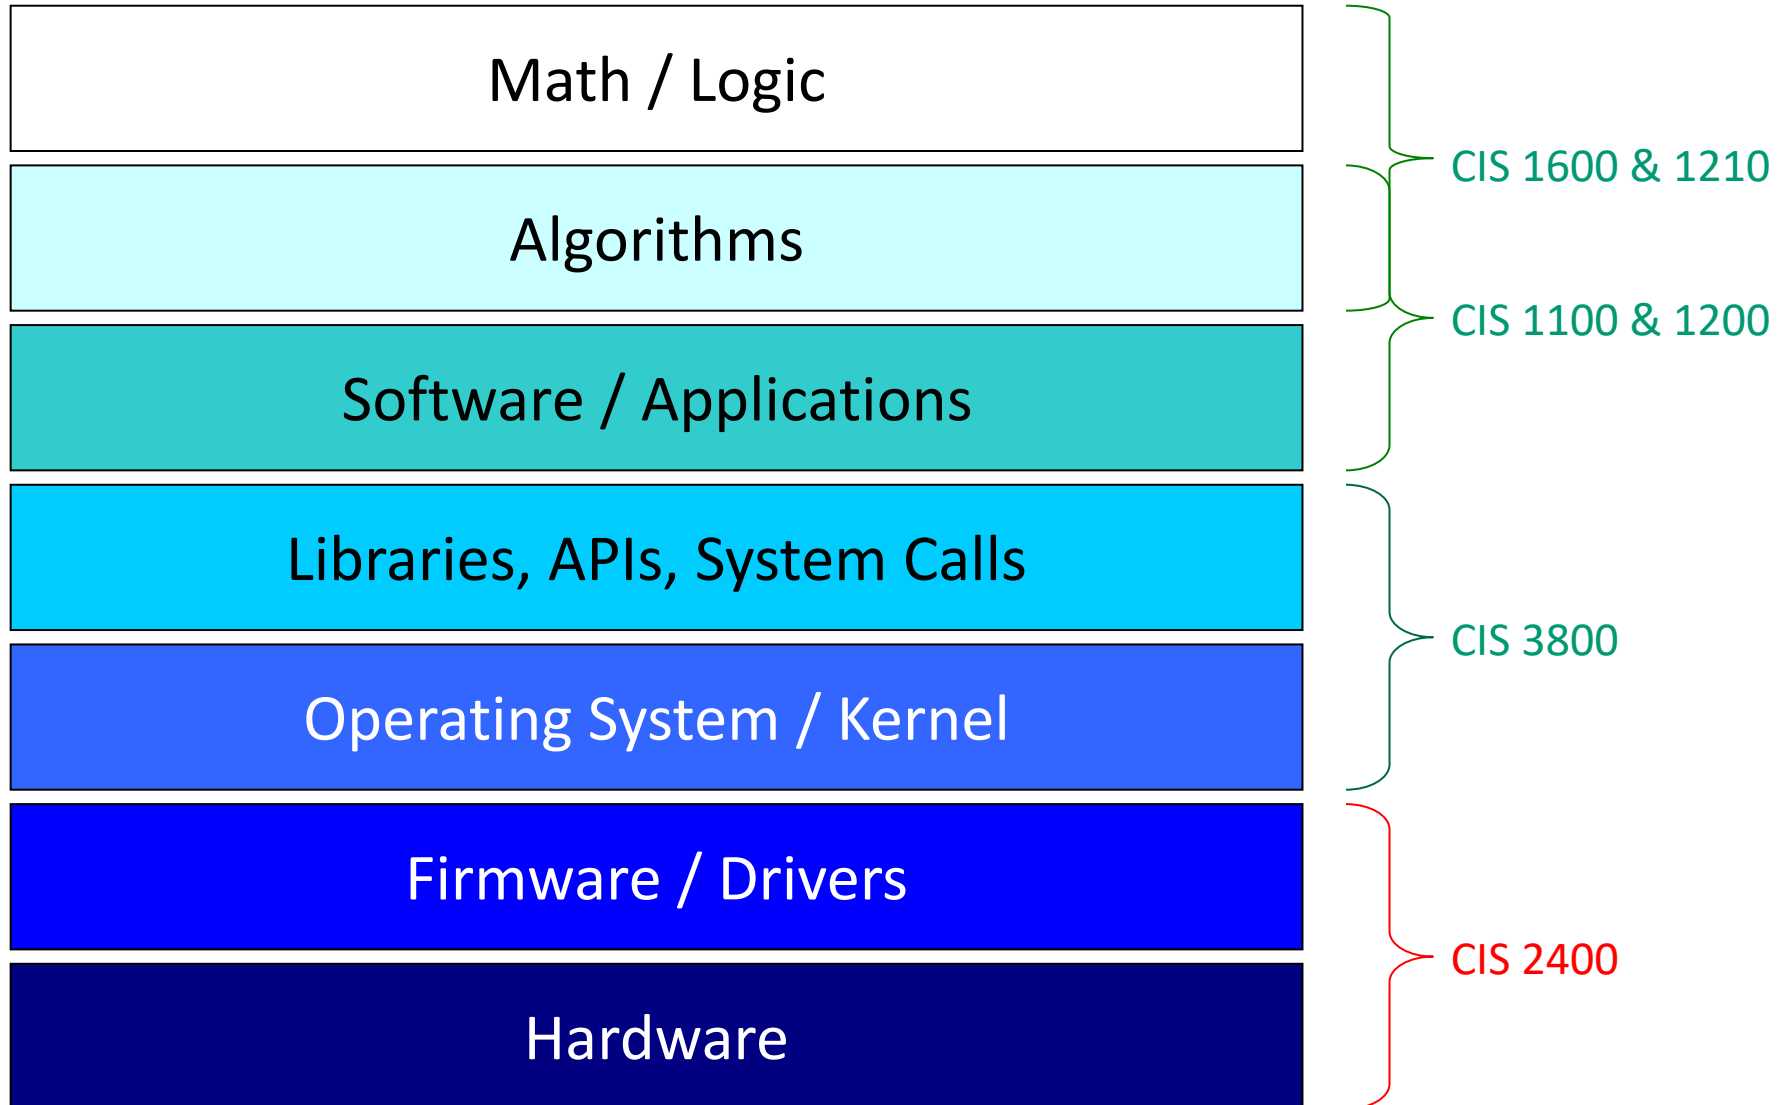 Math / Logic
CIS 1600 & 1210
Algorithms
CIS 1100 & 1200
Software / Applications
Libraries, APIs, System Calls
CIS 3800
Operating System / Kernel
Firmware / Drivers
CIS 2400
Hardware